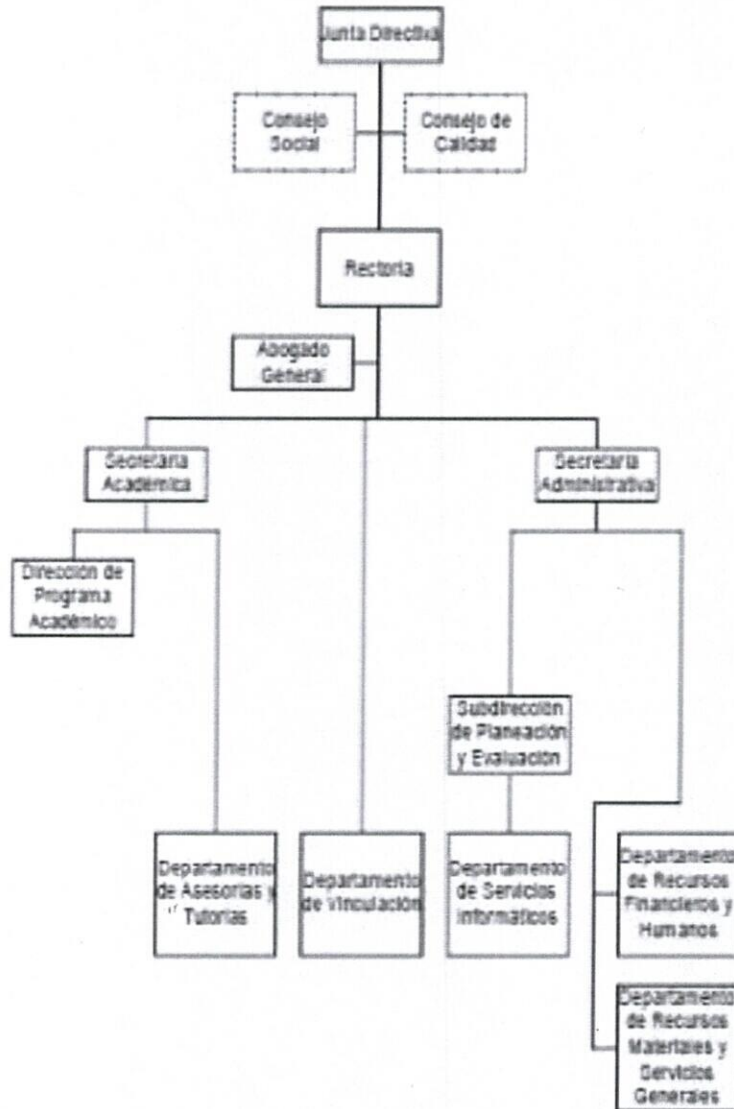 Junta Directiva
Consejo
Social
Consejo de
Calidad
Rectoría
Abogado
General
Secretaría
Académica
Secretaría
Administrativa
Dirección de
Programa
Académico
Subdirección
de Planeación
y Evaluación
Departamento
de Asesorías y
Tutorías
Departamento
de Vinculación
Departamento
de Servicios
Informáticos
Departamento
de Recursos
Financieros y
Humanos
Departamento
de Recursos
Materiales y
Servicios
Generales